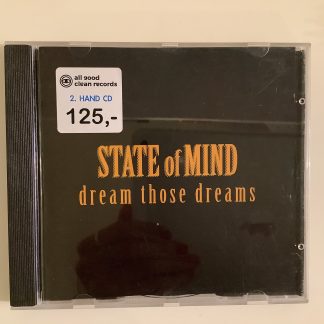 all good
clean records
2. HAND CD
125,-
STATE of MIND
dream those dreams